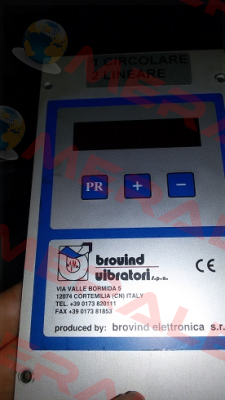 1 CIRCOLARE
2 LINEARE
PR + −
brovind
vibratori s.p.a.
VIA VALLE BORMIDA 5
12074 CORTEMILIA (CN) ITALY
TEL. +39 0173 820111
FAX +39 0173 81853
CE
produced by: brovind elettronica s.r.